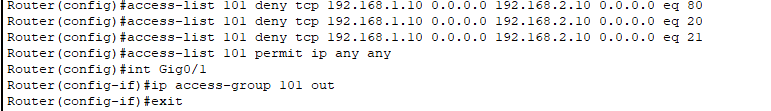 Router(config)#access-list 101 deny tcp 192.168.1.10 0.0.0.0 192.168.2.10 0.0.0.0 eq 80
Router(config)#access-list 101 deny tcp 192.168.1.10 0.0.0.0 192.168.2.10 0.0.0.0 eq 20
Router(config)#access-list 101 deny tcp 192.168.1.10 0.0.0.0 192.168.2.10 0.0.0.0 eq 21
Router(config)#access-list 101 permit ip any any
Router(config)#int Gig0/1
Router(config-if)#ip access-group 101 out
Router(config-if)#exit